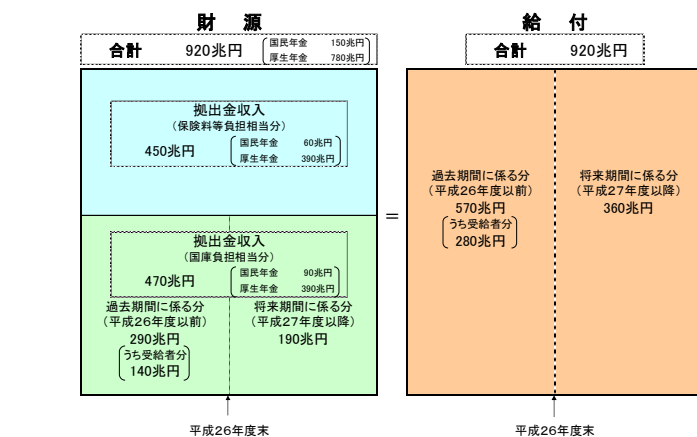 財　源
合計　920兆円　国民年金　150兆円
厚生年金　780兆円
拠出金収入
（保険料等負担相当分）
450兆円　国民年金　60兆円
厚生年金　390兆円
拠出金収入
（国庫負担相当分）
470兆円　国民年金　90兆円
厚生年金　390兆円
過去期間に係る分
（平成26年度以前）
290兆円
うち受給者分
140兆円
将来期間に係る分
（平成27年度以降）
190兆円
平成26年度末
＝
給　付
合計　920兆円
過去期間に係る分
（平成26年度以前）
570兆円
うち受給者分
280兆円
将来期間に係る分
（平成27年度以降）
360兆円
平成26年度末